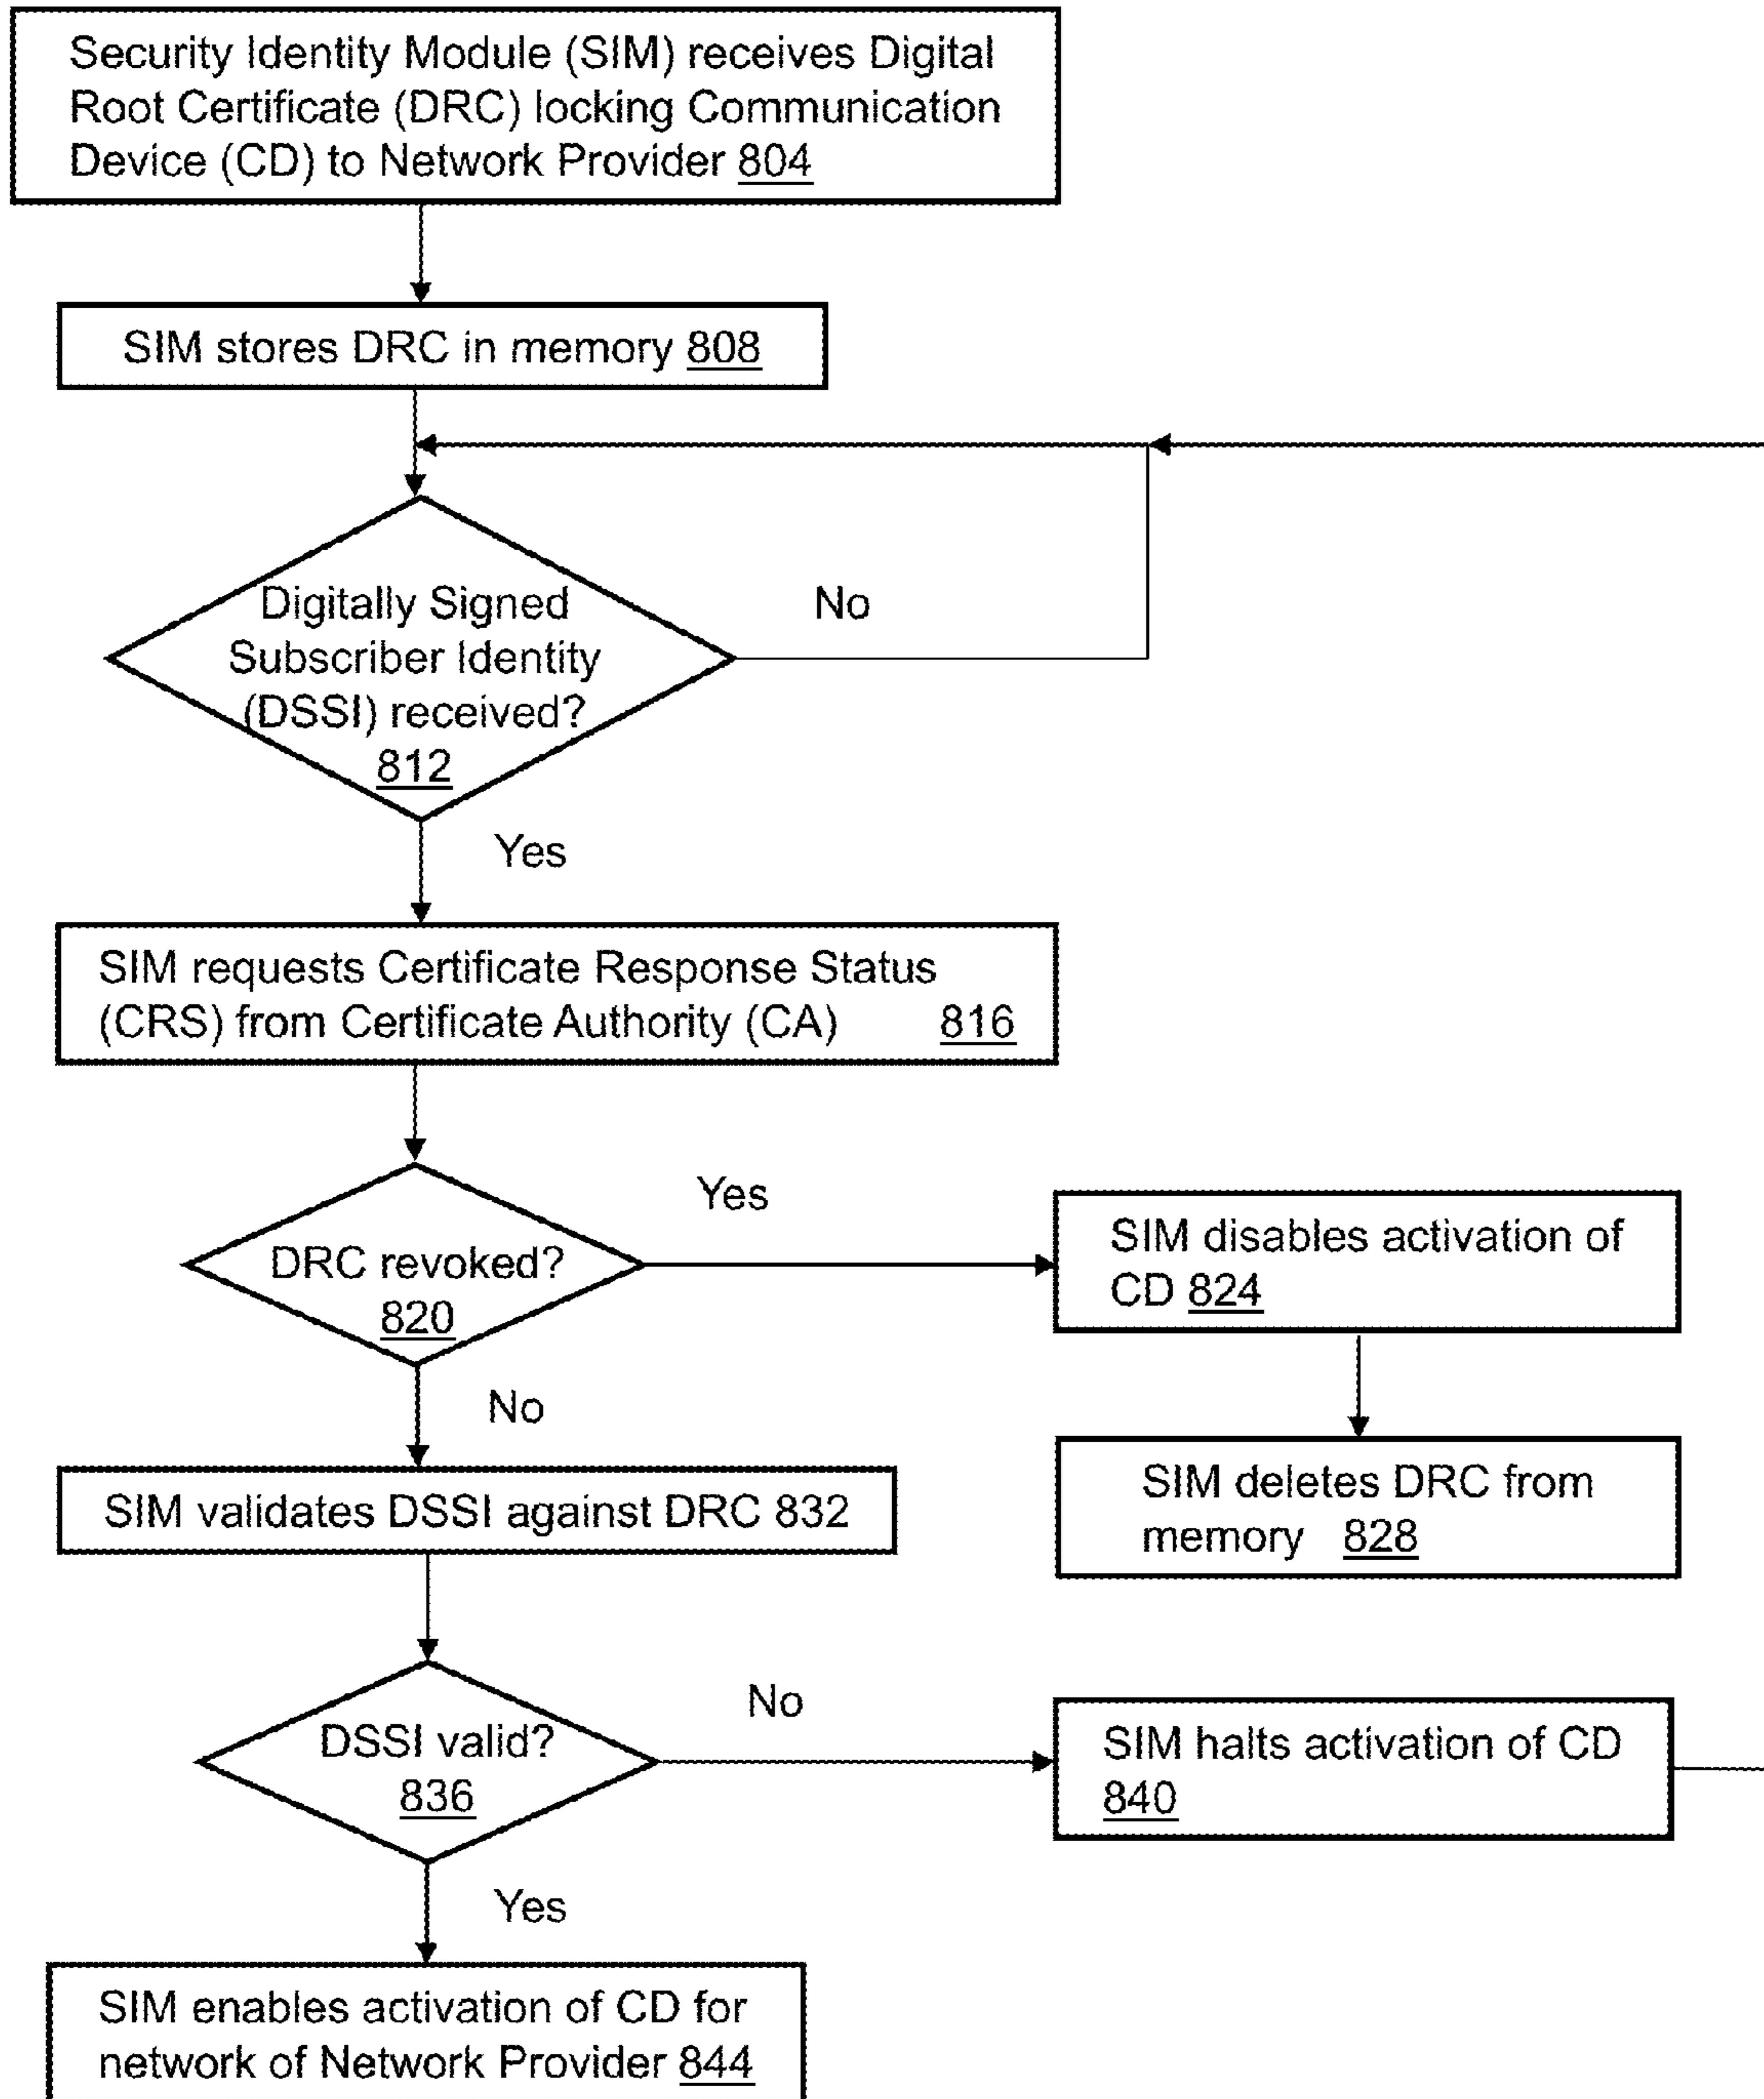 Security Identity Module (SIM) receives Digital
Root Certificate (DRC) locking Communication
Device (CD) to Network Provider 804
SIM stores DRC in memory 808
Digitally Signed
Subscriber Identity
(DSSI) received?
812
No
Yes
SIM requests Certificate Response Status
(CRS) from Certificate Authority (CA) 816
DRC revoked?
820
Yes
SIM disables activation of
CD 824
No
SIM deletes DRC from
memory 828
SIM validates DSSI against DRC 832
DSSI valid?
836
No
SIM halts activation of CD
840
Yes
SIM enables activation of CD for
network of Network Provider 844